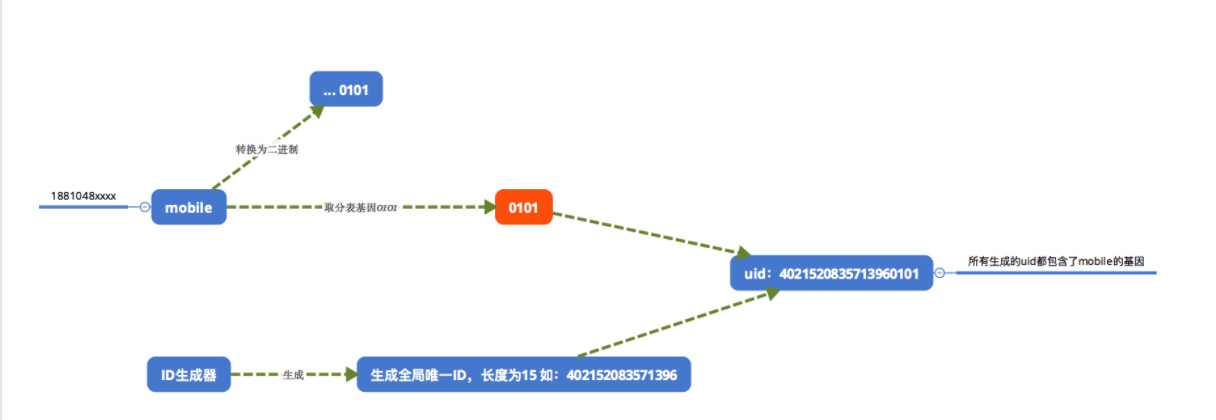 ... 0101
转换为二进制
1881048xxxx
mobile
取分表基因0101
0101
uid：4021520835713960101
所有生成的uid都包含了mobile的基因
ID生成器
生成
生成全局唯一ID，长度为15 如：402152083571396